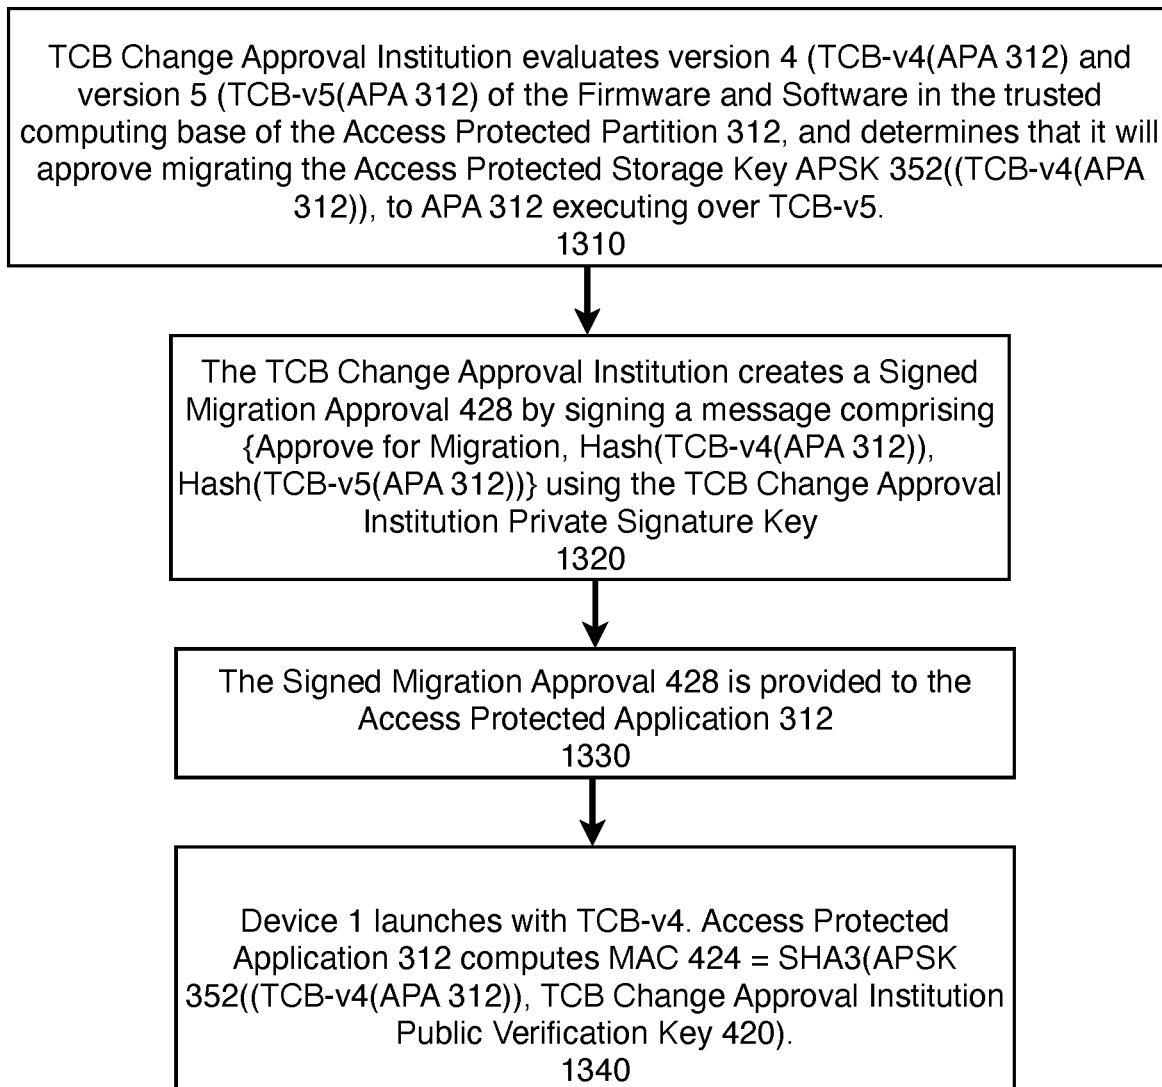 TCB Change Approval Institution evaluates version 4 (TCB-v4(APA 312) and
version 5 (TCB-v5(APA 312) of the Firmware and Software in the trusted
computing base of the Access Protected Partition 312, and determines that it will
approve migrating the Access Protected Storage Key APSK 352((TCB-v4(APA
312)), to APA 312 executing over TCB-v5.
1310
The TCB Change Approval Institution creates a Signed
Migration Approval 428 by signing a message comprising
{Approve for Migration, Hash(TCB-v4(APA 312)),
Hash(TCB-v5(APA 312))} using the TCB Change Approval
Institution Private Signature Key
1320
The Signed Migration Approval 428 is provided to the
Access Protected Application 312
1330
Device 1 launches with TCB-v4. Access Protected
Application 312 computes MAC 424 = SHA3(APSK
352((TCB-v4(APA 312)), TCB Change Approval Institution
Public Verification Key 420).
1340